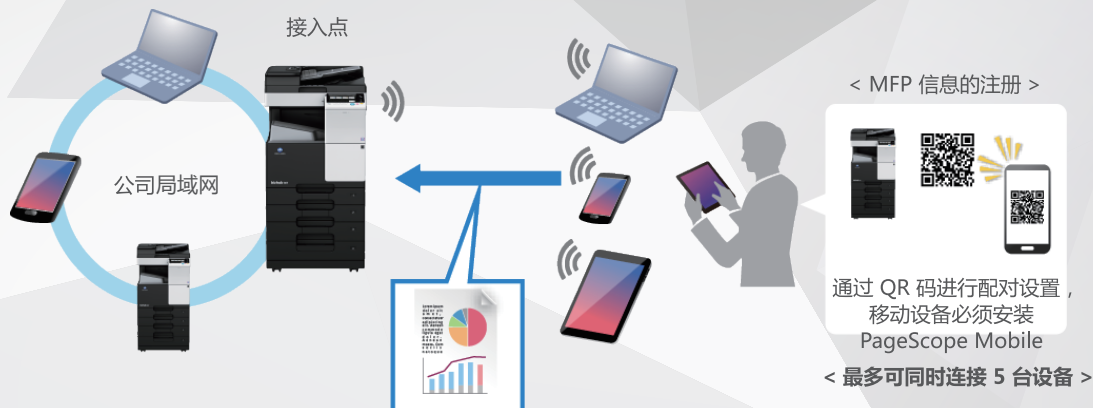 接入点
公司局域网
< MFP 信息的注册 >
通过 QR 码进行配对设置，
移动设备必须安装
PageScope Mobile
< 最多可同时连接 5 台设备 >